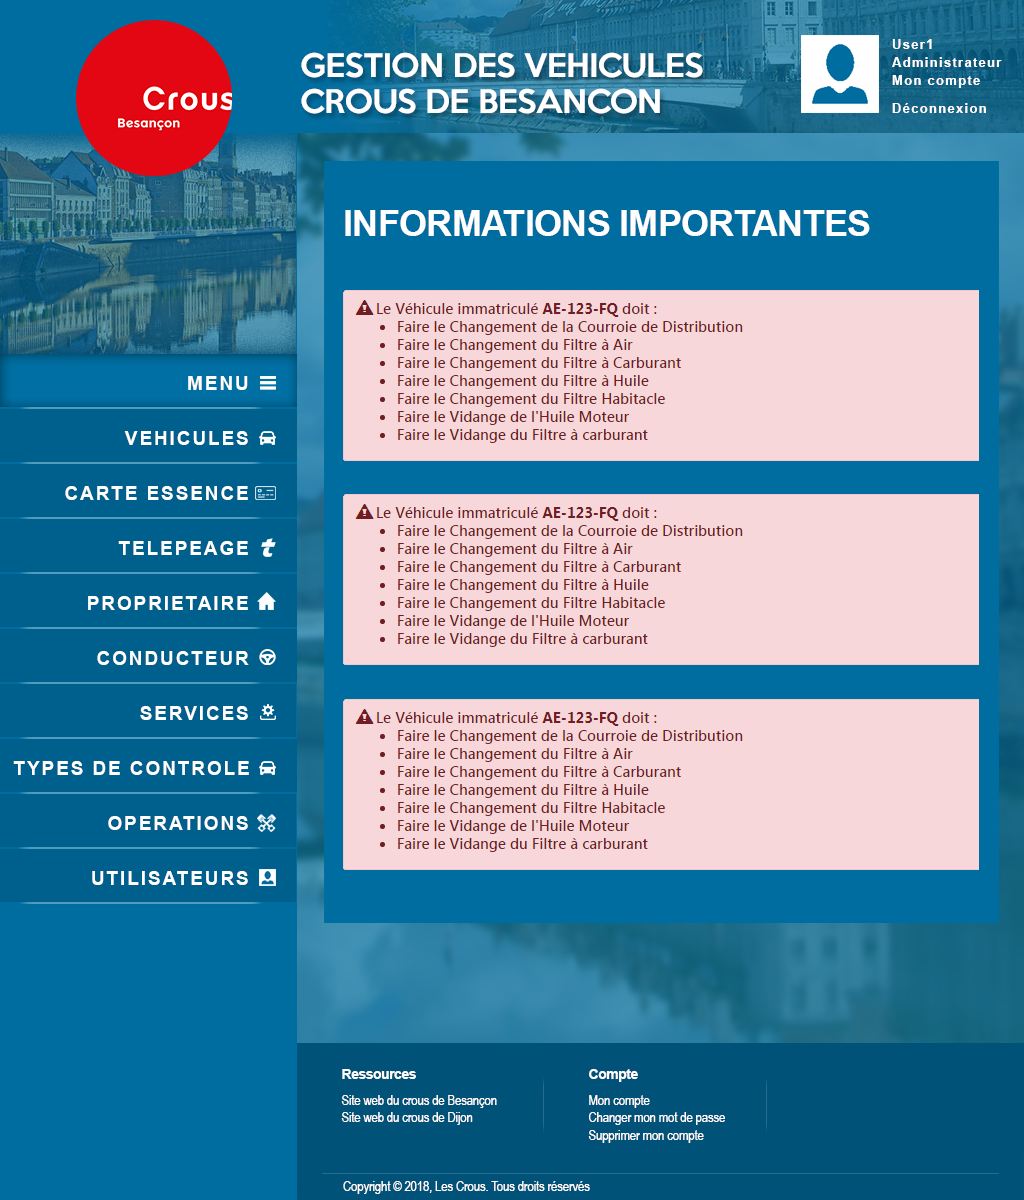 Crous
Besançon
GESTION DES VEHICULES
CROUS DE BESANCON
User1
Administrateur
Mon compte
Déconnexion
MENU
VEHICULES
CARTE ESSENCE
TELEPEAGE
PROPRIETAIRE
CONDUCTEUR
SERVICES
TYPES DE CONTROLE
OPERATIONS
UTILISATEURS
INFORMATIONS IMPORTANTES
Le Véhicule immatriculé AE-123-FQ doit :
• Faire le Changement de la Courroie de Distribution
• Faire le Changement du Filtre à Air
• Faire le Changement du Filtre à Carburant
• Faire le Changement du Filtre à Huile
• Faire le Changement du Filtre Habitacle
• Faire le Vidange de l'Huile Moteur
• Faire le Vidange du Filtre à carburant
Le Véhicule immatriculé AE-123-FQ doit :
• Faire le Changement de la Courroie de Distribution
• Faire le Changement du Filtre à Air
• Faire le Changement du Filtre à Carburant
• Faire le Changement du Filtre à Huile
• Faire le Changement du Filtre Habitacle
• Faire le Vidange de l'Huile Moteur
• Faire le Vidange du Filtre à carburant
Le Véhicule immatriculé AE-123-FQ doit :
• Faire le Changement de la Courroie de Distribution
• Faire le Changement du Filtre à Air
• Faire le Changement du Filtre à Carburant
• Faire le Changement du Filtre à Huile
• Faire le Changement du Filtre Habitacle
• Faire le Vidange de l'Huile Moteur
• Faire le Vidange du Filtre à carburant
Ressources
Site web du crous de Besançon
Site web du crous de Dijon
Compte
Mon compte
Changer mon mot de passe
Supprimer mon compte
Copyright © 2018, Les Crous. Tous droits réservés